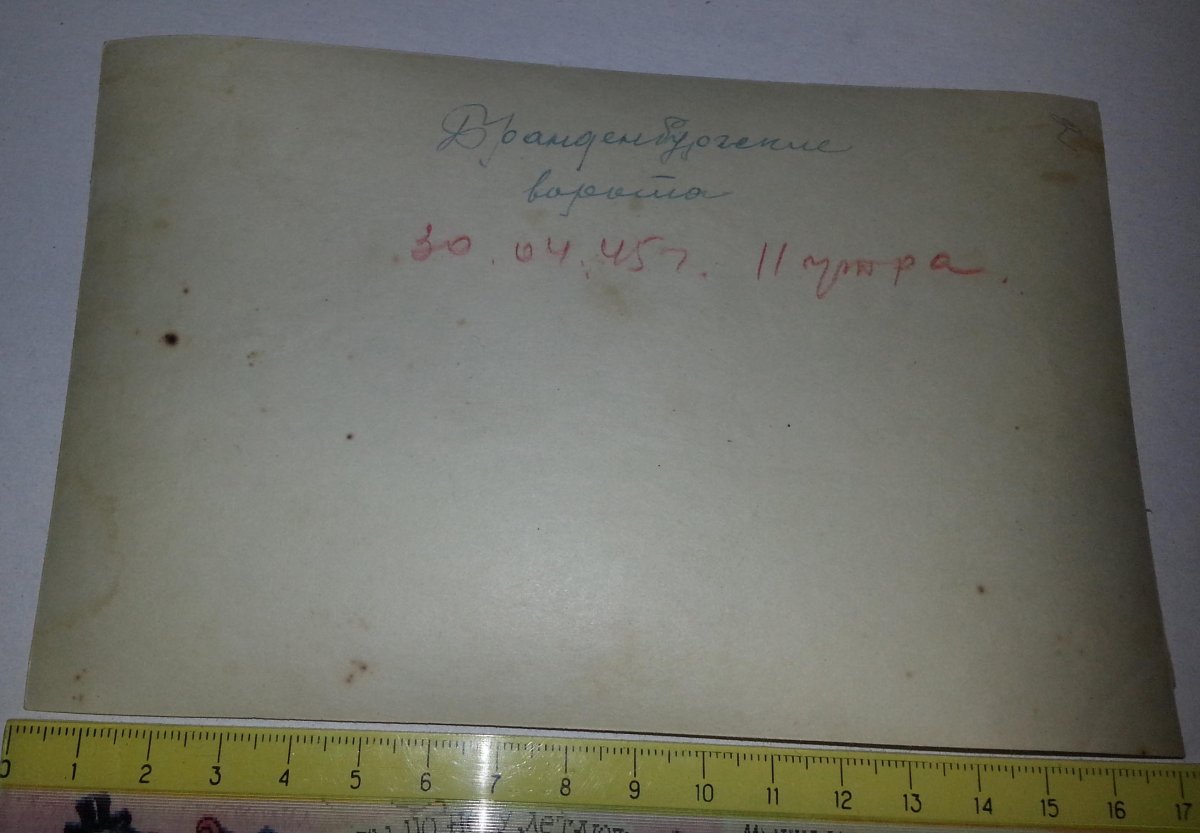 Бранденбургские
ворота
30.04.45г. 11 утра.
0 1 2 3 4 5 6 7 8 9 10 11 12 13 14 15 16 17